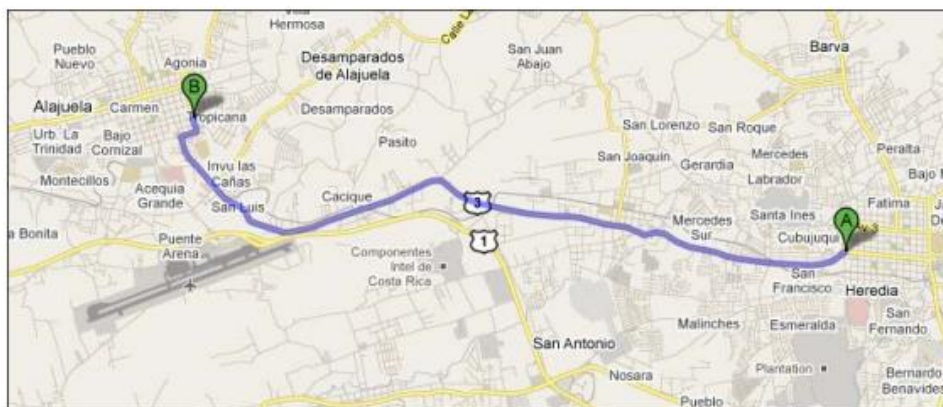 Villa
Hermosa
Calle La
Pueblo
Nuevo
Agonia
Desamparados
de Alajuela
San Juan
Abajo
Barva
B
Alajuela
Carmen
Tropicana
Desamparados
Urb La
Trinidad
Bajo
Cornizal
Pasito
San Lorenzo
San Roque
Mercedes
Peralta
San Joaquin
Gerardia
Bajo M
Montecillos
Invu las
Cañas
Labrador
Acequia
Grande
Cacique
3
Fatima
San Luis
Santa Ines
A
Mercedes
Sur
a Bonita
Puente
Arena
1
Cubujuqui
Componentes
Intel de
Costa Rica
San
Francisco
Heredia
Malinches
Esmeralda
San
Fernando
San Antonio
Plantation
Nosara
Bernardo
Benavides
Pueblo